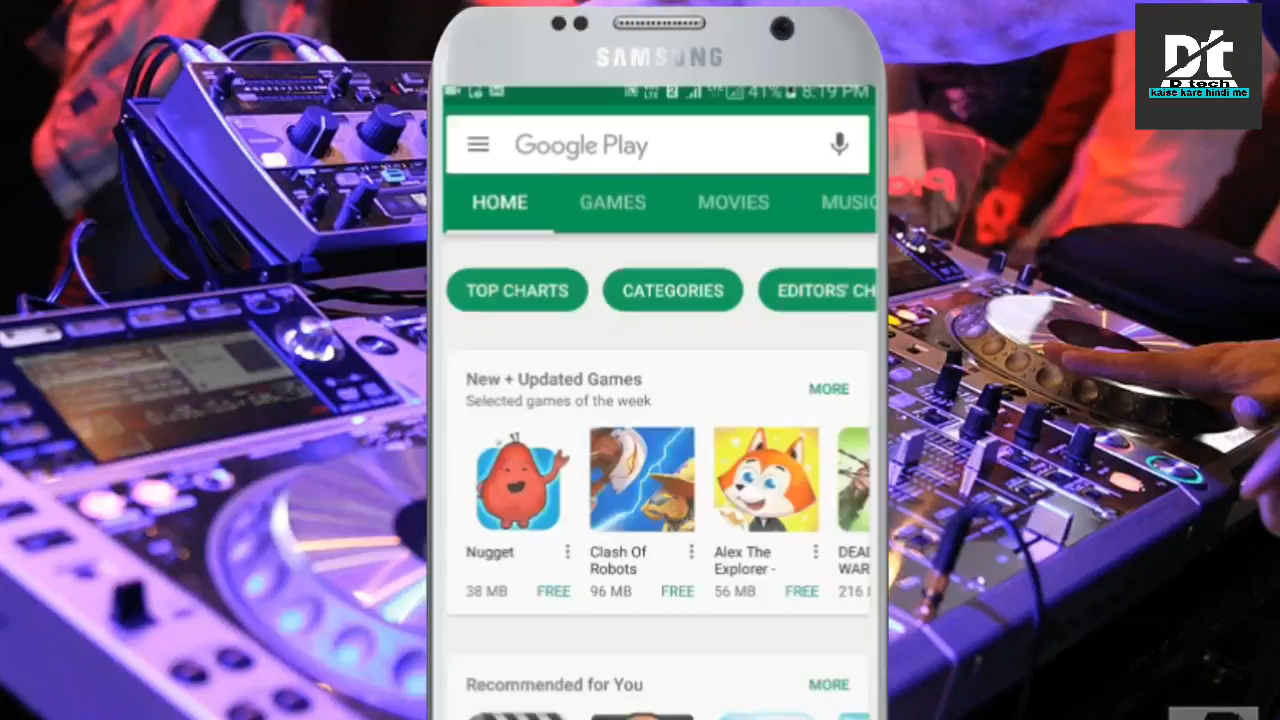 SAMSUNG
41% 8:19 PM
Google Play
HOME GAMES MOVIES MUSIC
TOP CHARTS CATEGORIES EDITORS' CH
New + Updated Games
MORE
Selected games of the week
Nugget
Clash Of
Robots
Alex The
Explorer -
DEAD
WAR
38 MB FREE 96 MB FREE 56 MB FREE 216
Recommended for You
MORE
Dt
D.tech
kaise kare hindi me